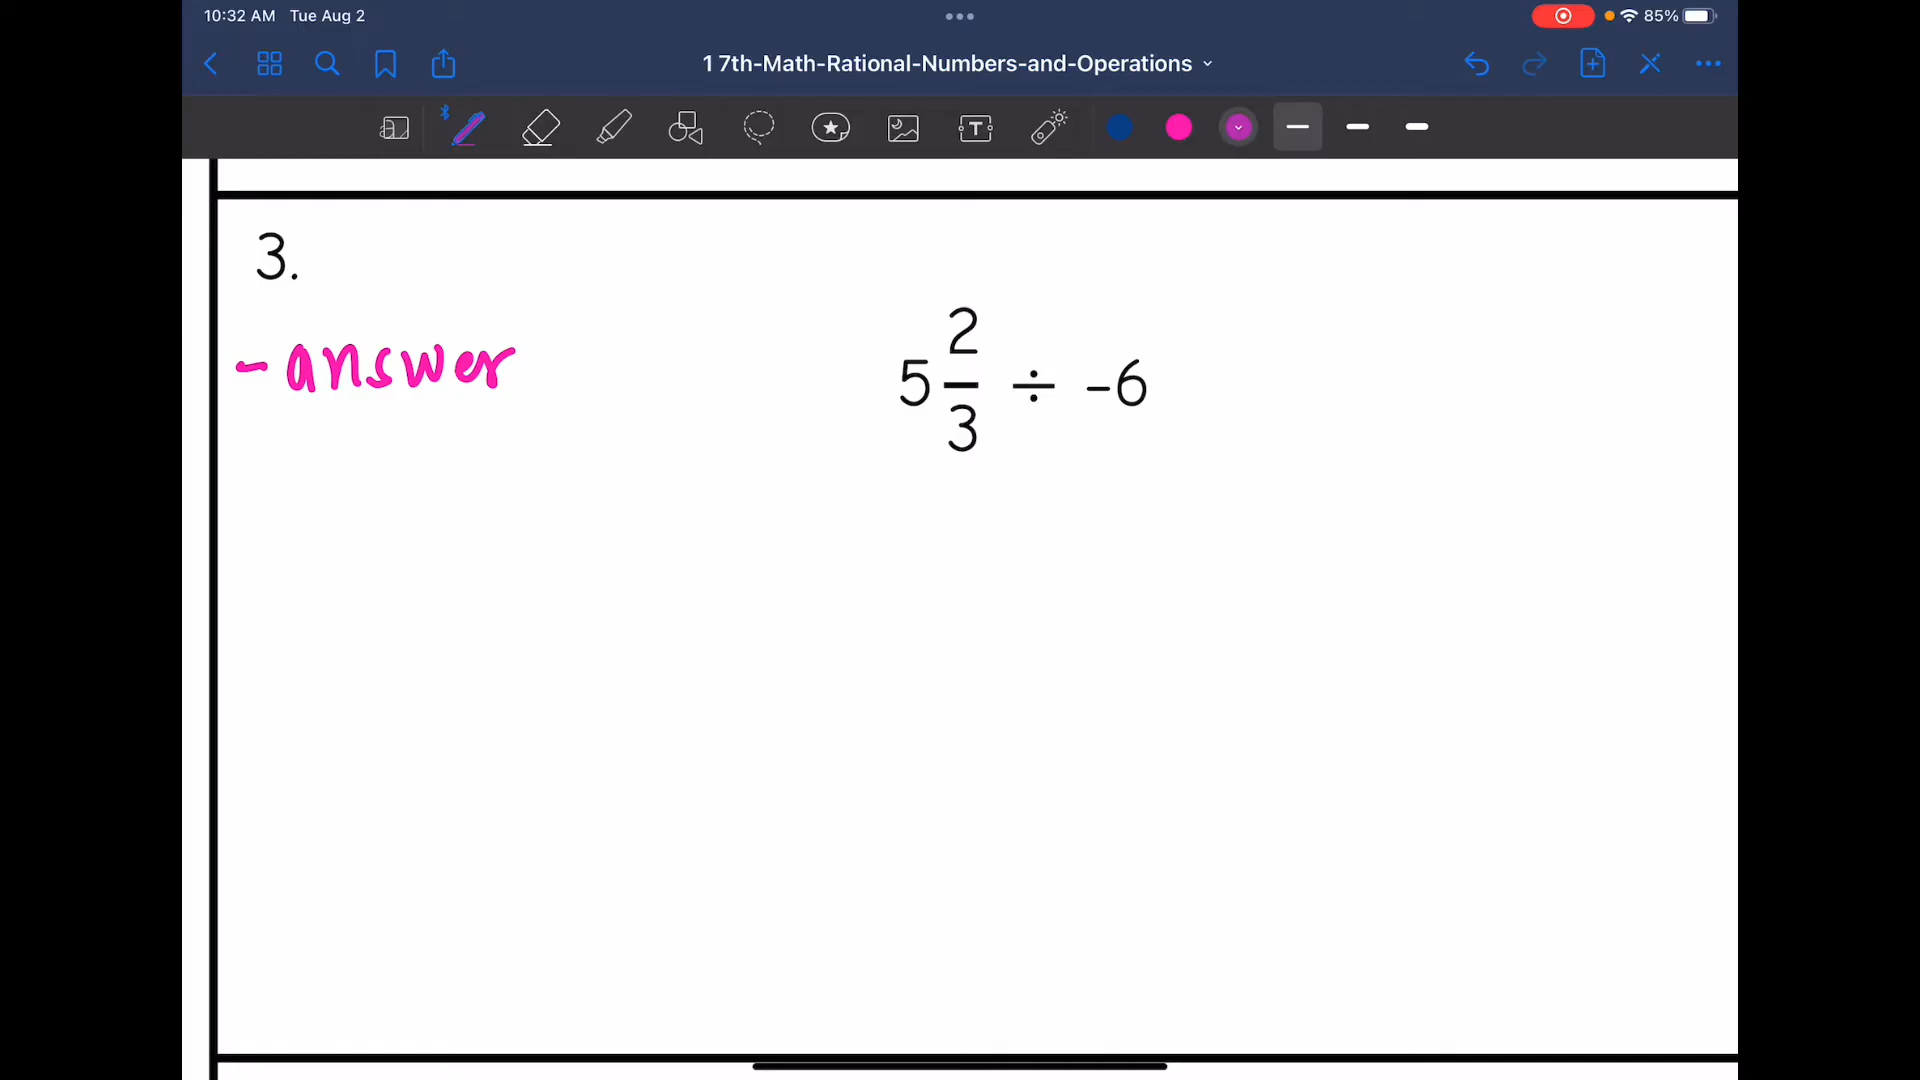 10:32 AM Tue Aug 2
85%
1 7th-Math-Rational-Numbers-and-Operations
3.
-answer
5 2/3 ÷ -6